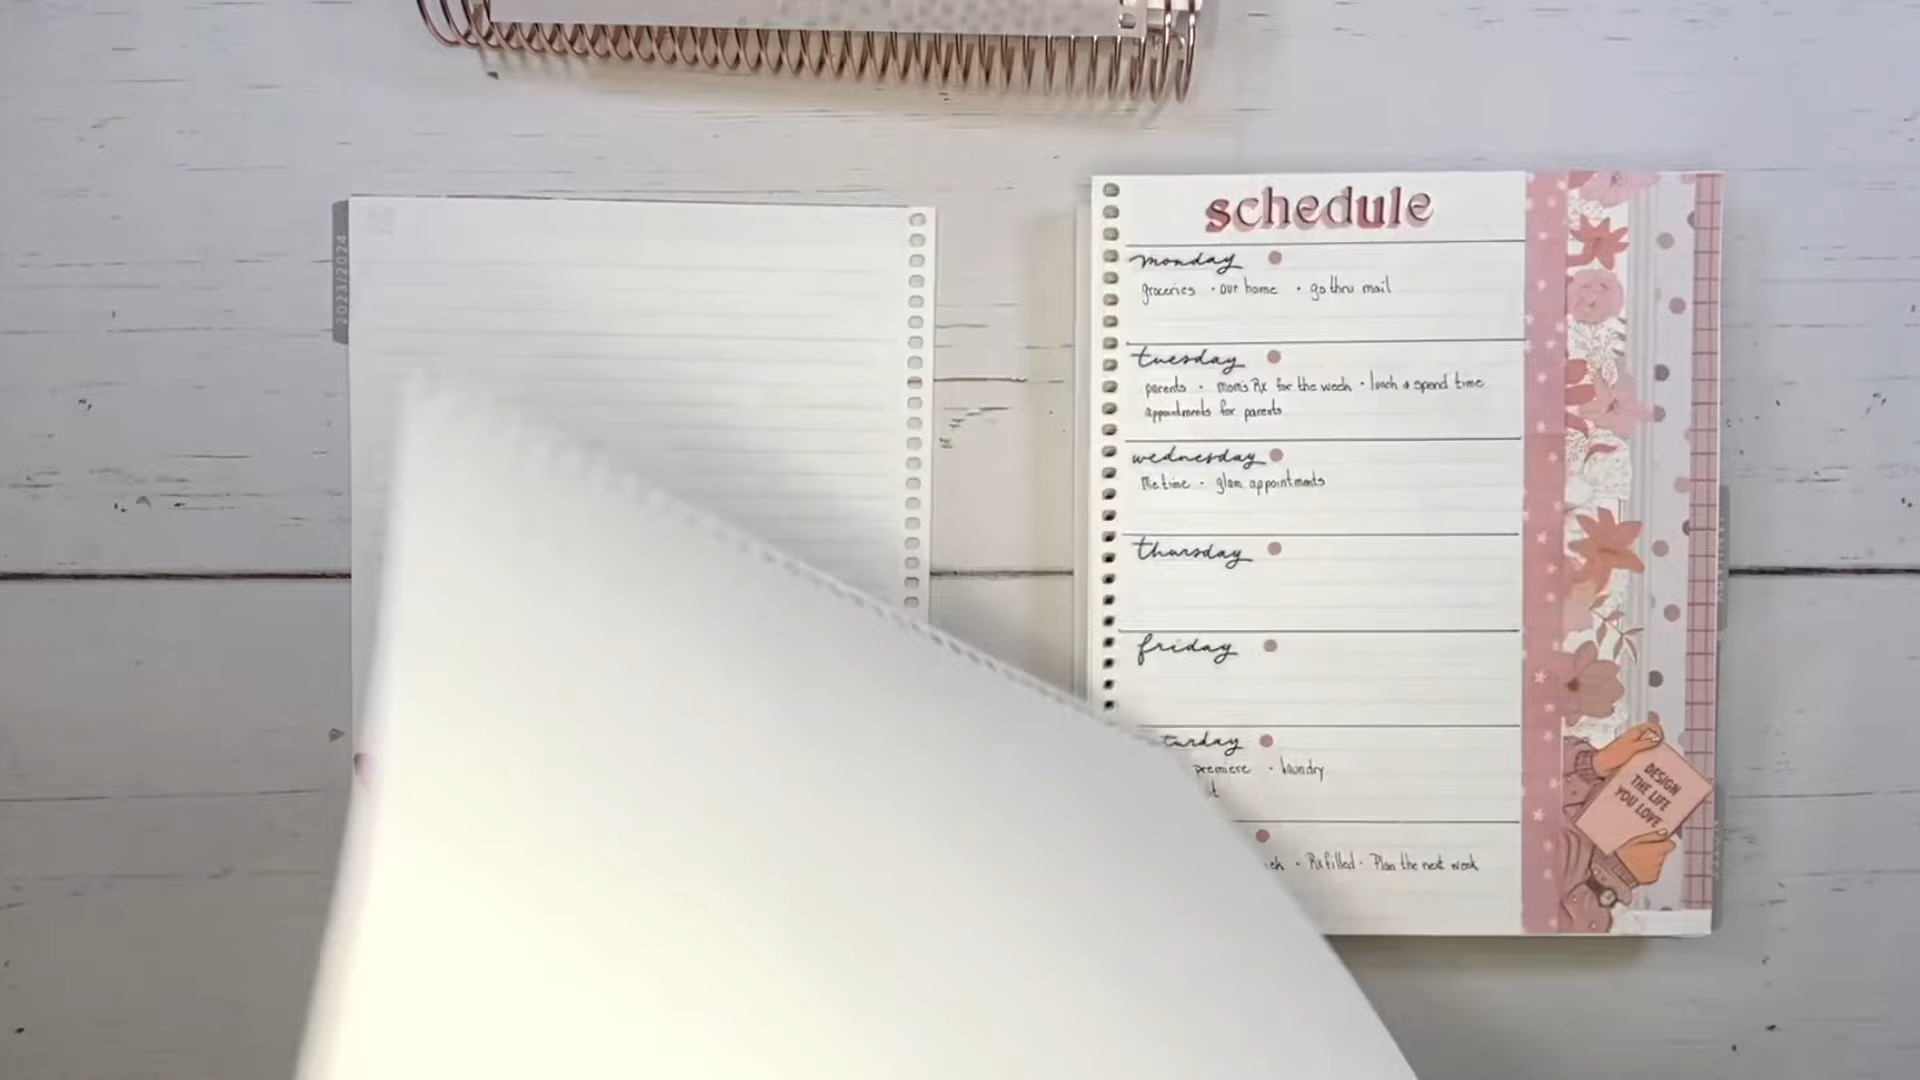 2023/2024
schedule
monday
groceries · our home · go thru mail
tuesday
parents · mom's Rx for the week · lunch & spend time
appointments for parents
wednesday
Me time · glam appointments
thursday
friday
turday
premiere · laundry
Rx filled · Plan the next week
DESIGN
THE LIFE
YOU LOVE